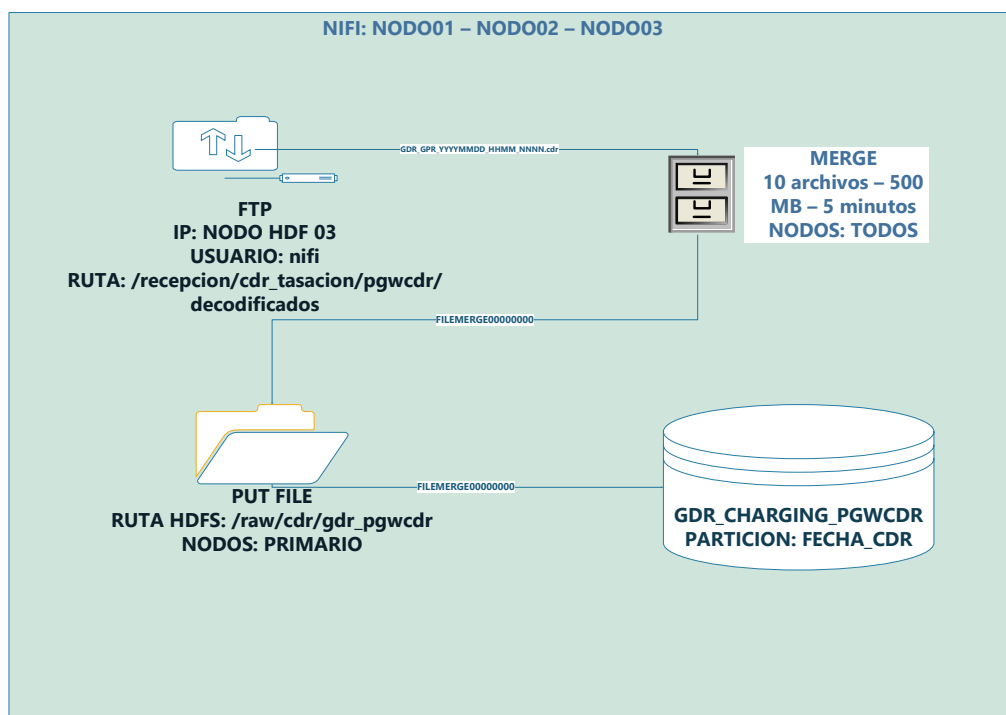 NIFI: NODO01 – NODO02 – NODO03
GDR_GPR_YYYYMMDD_HHMM_NNNN.cdr
MERGE
10 archivos – 500
MB – 5 minutos
NODOS: TODOS
FTP
IP: NODO HDF 03
USUARIO: nifi
RUTA: /recepcion/cdr_tasacion/pgwcdr/
decodificados
FILEMERGE00000000
PUT FILE
RUTA HDFS: /raw/cdr/gdr_pgwcdr
NODOS: PRIMARIO
FILEMERGE00000000
GDR_CHARGING_PGWCDR
PARTICION: FECHA_CDR